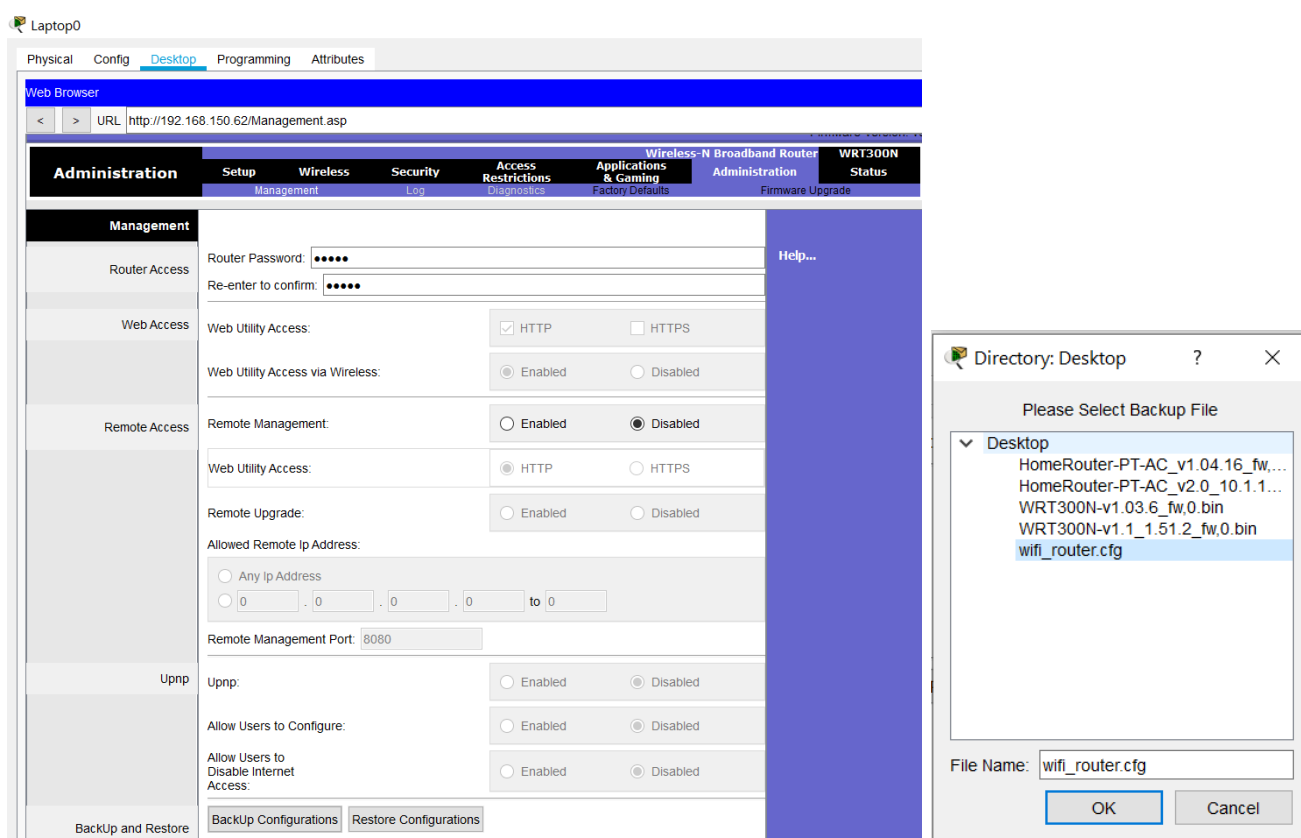 Laptop0
Physical Config Desktop Programming Attributes
Web Browser
< > URL http://192.168.150.62/Management.asp
Wireless-N Broadband Router WRT300N
Administration Setup Wireless Security Access Restrictions Applications & Gaming Administration Status
Management Log Diagnostics Factory Defaults Firmware Upgrade
Management
Router Access
Router Password: •••••
Re-enter to confirm: •••••
Help...
Web Access
Web Utility Access: HTTP HTTPS
Web Utility Access via Wireless: Enabled Disabled
Remote Access
Remote Management: Enabled Disabled
Web Utility Access: HTTP HTTPS
Remote Upgrade: Enabled Disabled
Allowed Remote Ip Address:
Any Ip Address
0 . 0 . 0 . 0 to 0
Remote Management Port: 8080
Upnp
Upnp: Enabled Disabled
Allow Users to Configure: Enabled Disabled
Allow Users to
Disable Internet
Access:
Enabled Disabled
BackUp and Restore
BackUp Configurations Restore Configurations
Directory: Desktop ? ×
Please Select Backup File
Desktop
HomeRouter-PT-AC_v1.04.16_fw,...
HomeRouter-PT-AC_v2.0_10.1.1...
WRT300N-v1.03.6_fw,0.bin
WRT300N-v1.1_1.51.2_fw,0.bin
wifi_router.cfg
File Name: wifi_router.cfg
OK Cancel